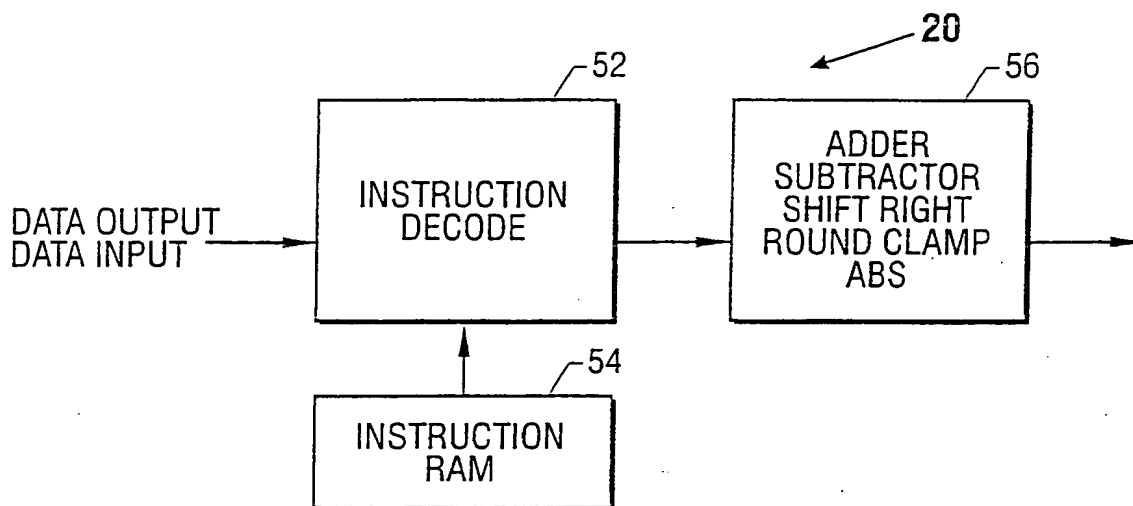 20
52
56
INSTRUCTION
DECODE
ADDER
SUBTRACTOR
SHIFT RIGHT
ROUND CLAMP
ABS
DATA OUTPUT
DATA INPUT
54
INSTRUCTION
RAM